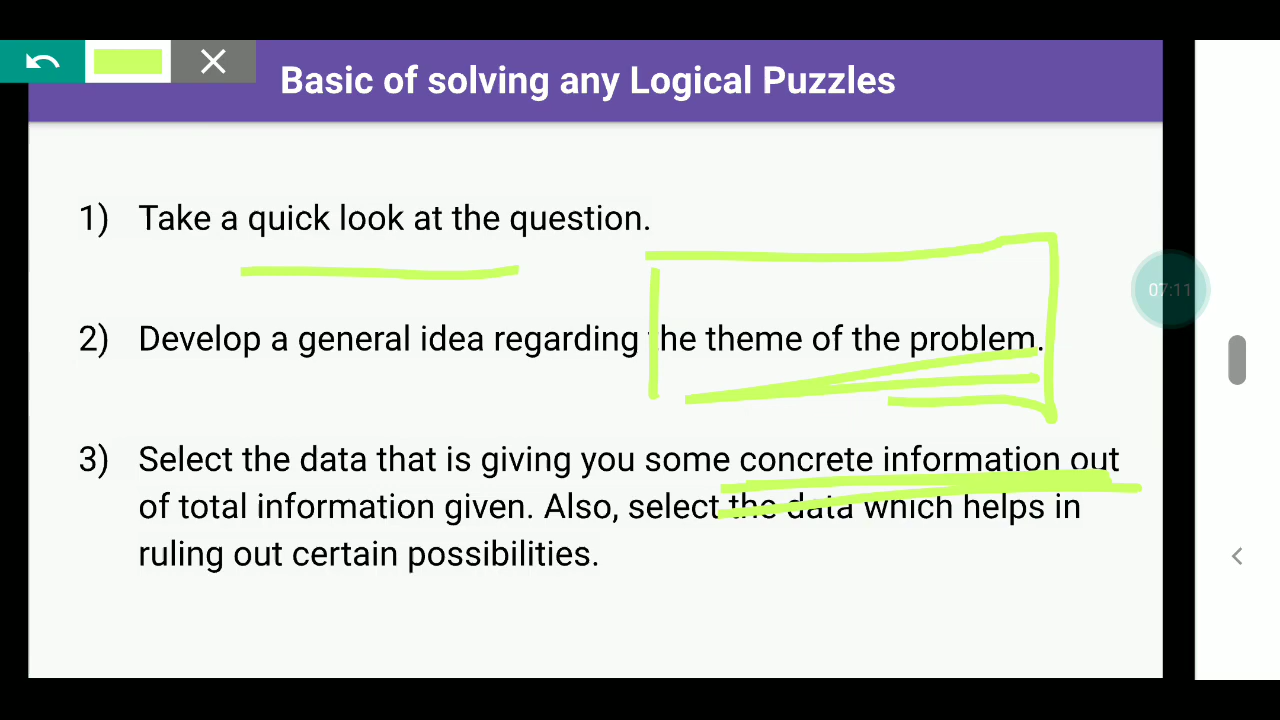 Basic of solving any Logical Puzzles
1) Take a quick look at the question.
07:11
2) Develop a general idea regarding the theme of the problem.
3) Select the data that is giving you some concrete information out
of total information given. Also, select the data which helps in
ruling out certain possibilities.